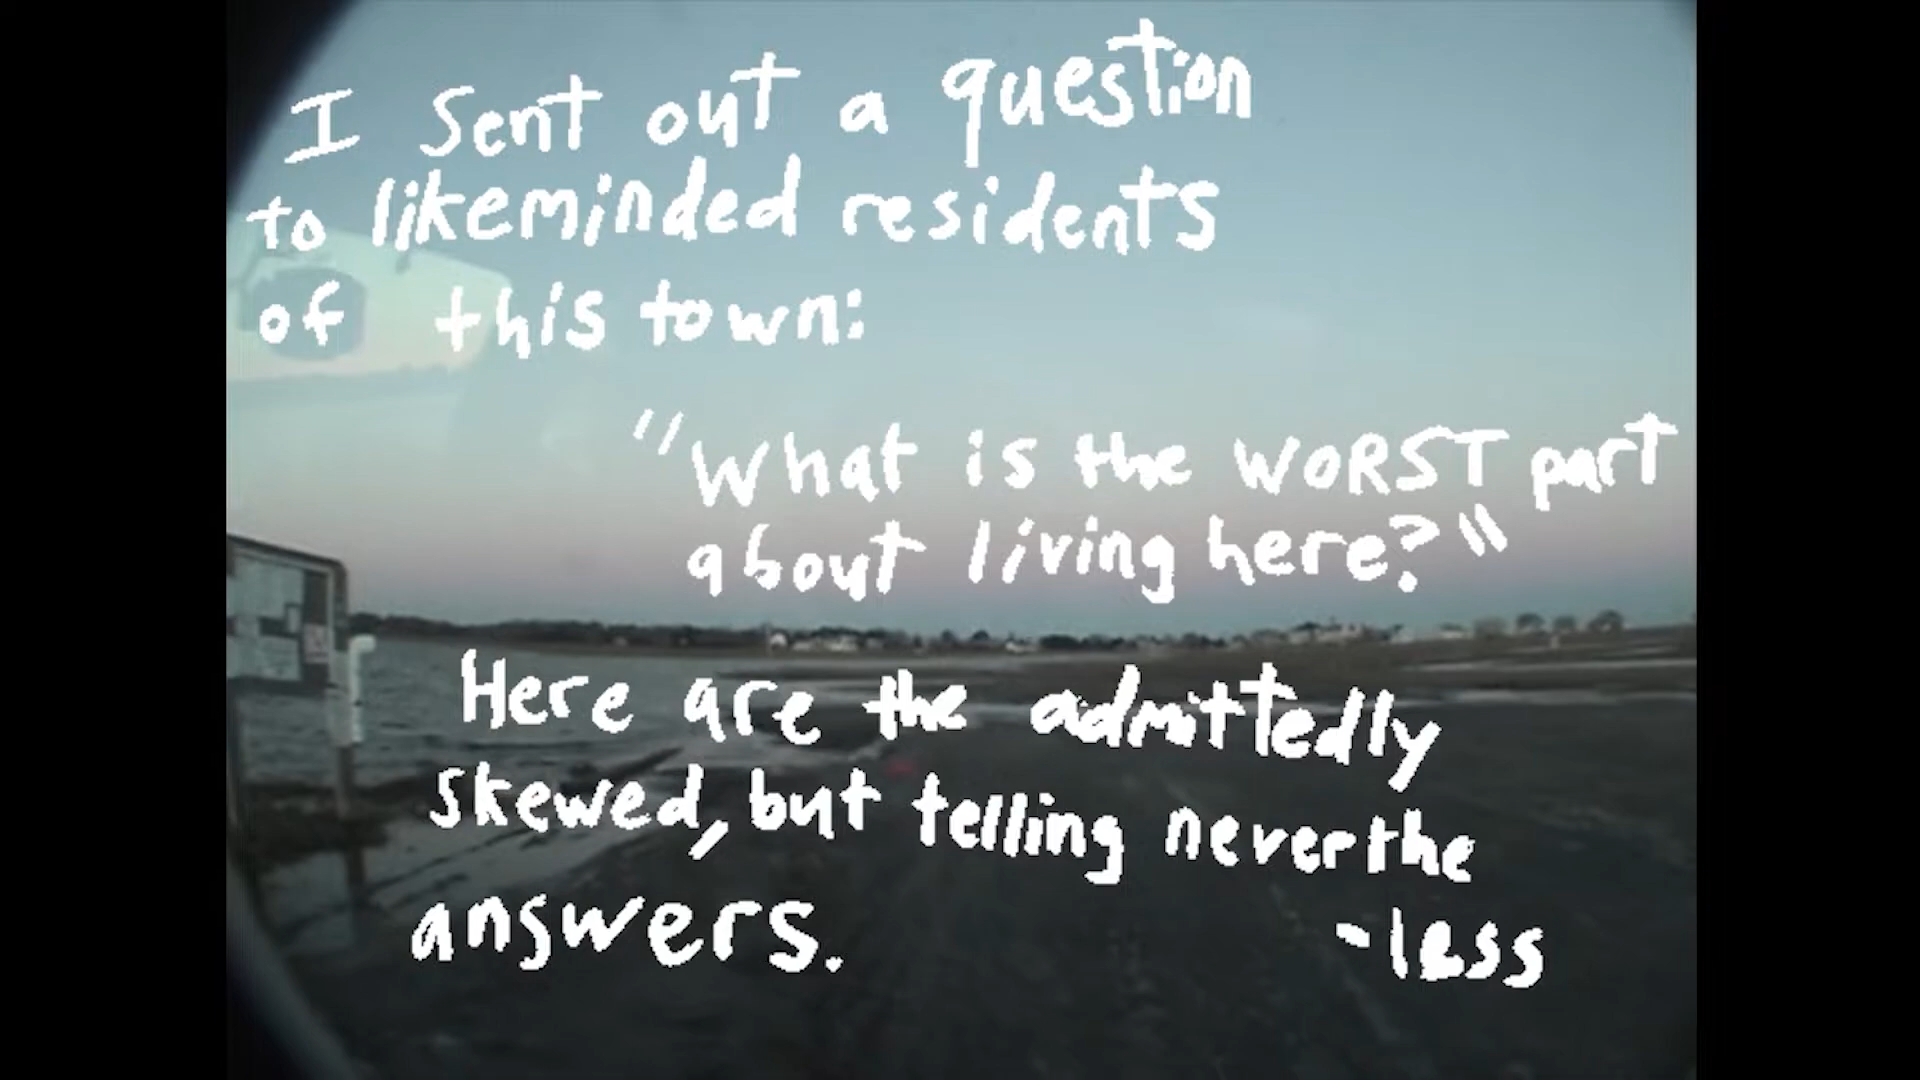 I sent out a question
to likeminded residents
of this town:
"What is the WORST part
about living here?"
Here are the admittedly
skewed, but telling neverthe
-less
answers.